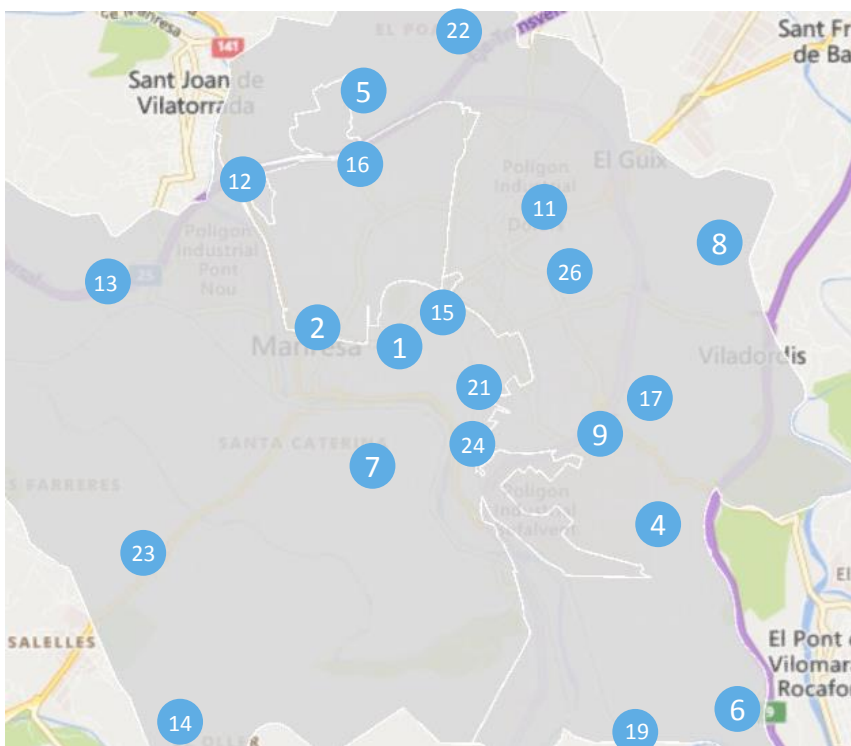 22
Sant Fr
de Ba
141
EL POA
Sant Joan de
Vilatorrada
5
16
12
Poligon
Industrial
El Guix
11
8
Poligon
Industrial
Pont
Nou
26
13
25
15
2
1
Manresa
Viladordis
21
17
9
24
SANTA CATERINA
7
S FARRERES
Poligon
Industrial
4
23
SALELLES
El Pont
Vilomar
Rocafor
6
14
19